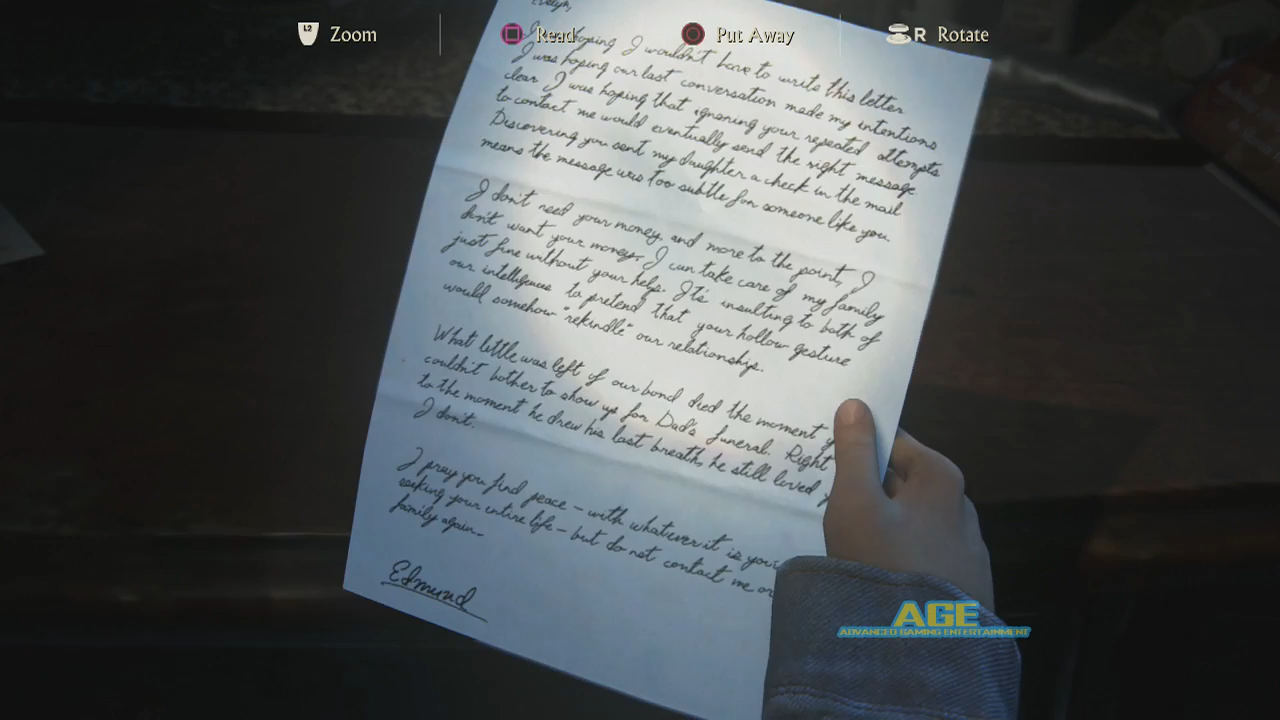 L2 Zoom
Read
Put Away
R Rotate
Evelyn,
hoping I wouldn't have to write this letter.
I was hoping our last conversation made my intentions
clear. I was hoping that ignoring your repeated attempts
to contact me would eventually send the right message.
Discovering you sent my daughter a check in the mail
means the message was too subtle for someone like you.
I don't need your money, and more to the point, I
don't want your money. I can take care of my family
just fine without your help. It's insulting to both of
our intelligences to pretend that your hollow gesture
would somehow "rekindle" our relationship.
What little was left of our bond died the moment
couldn't bother to show up for Dad's funeral. Right
to the moment he drew his last breath, he still loved
I don't.
I pray you find peace - with whatever it is
seeking your entire life - but do not contact me or
family again.
Edmund
AGE
ADVANCED GAMING ENTERTAINMENT